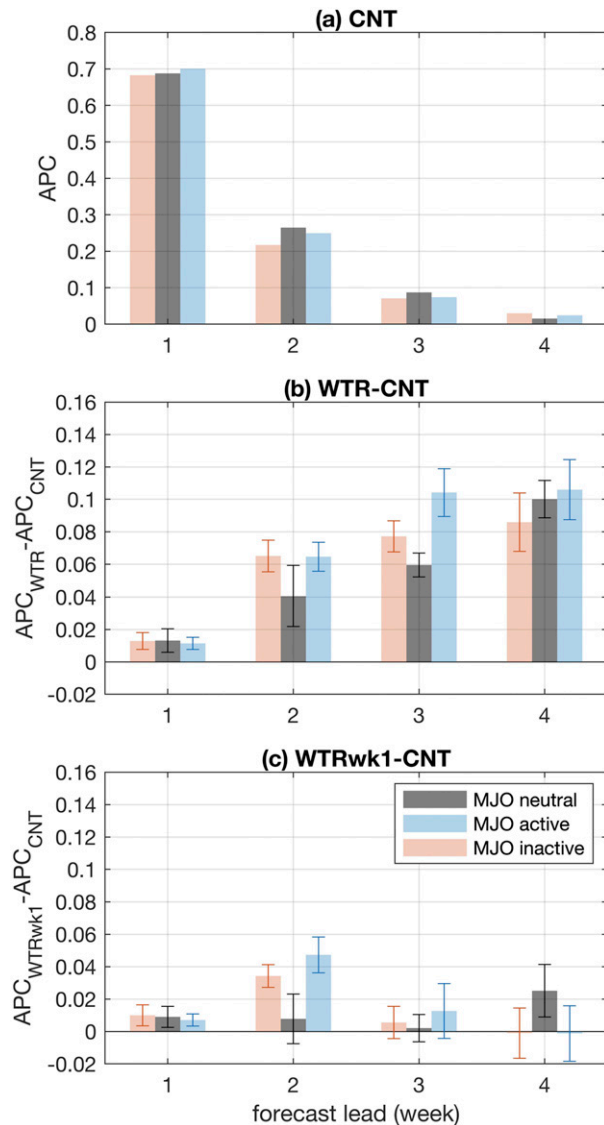 (a) CNT
0.8
0.7
0.6
0.5
0.4
0.3
0.2
0.1
0
APC
1 2 3 4
(b) WTR-CNT
0.16
0.14
0.12
0.1
0.08
0.06
0.04
0.02
0
-0.02
APC_WTR-APC_CNT
1 2 3 4
(c) WTRwk1-CNT
0.16
0.14
0.12
0.1
0.08
0.06
0.04
0.02
0
-0.02
APC_WTRwk1-APC_CNT
MJO neutral
MJO active
MJO inactive
1 2 3 4
forecast lead (week)